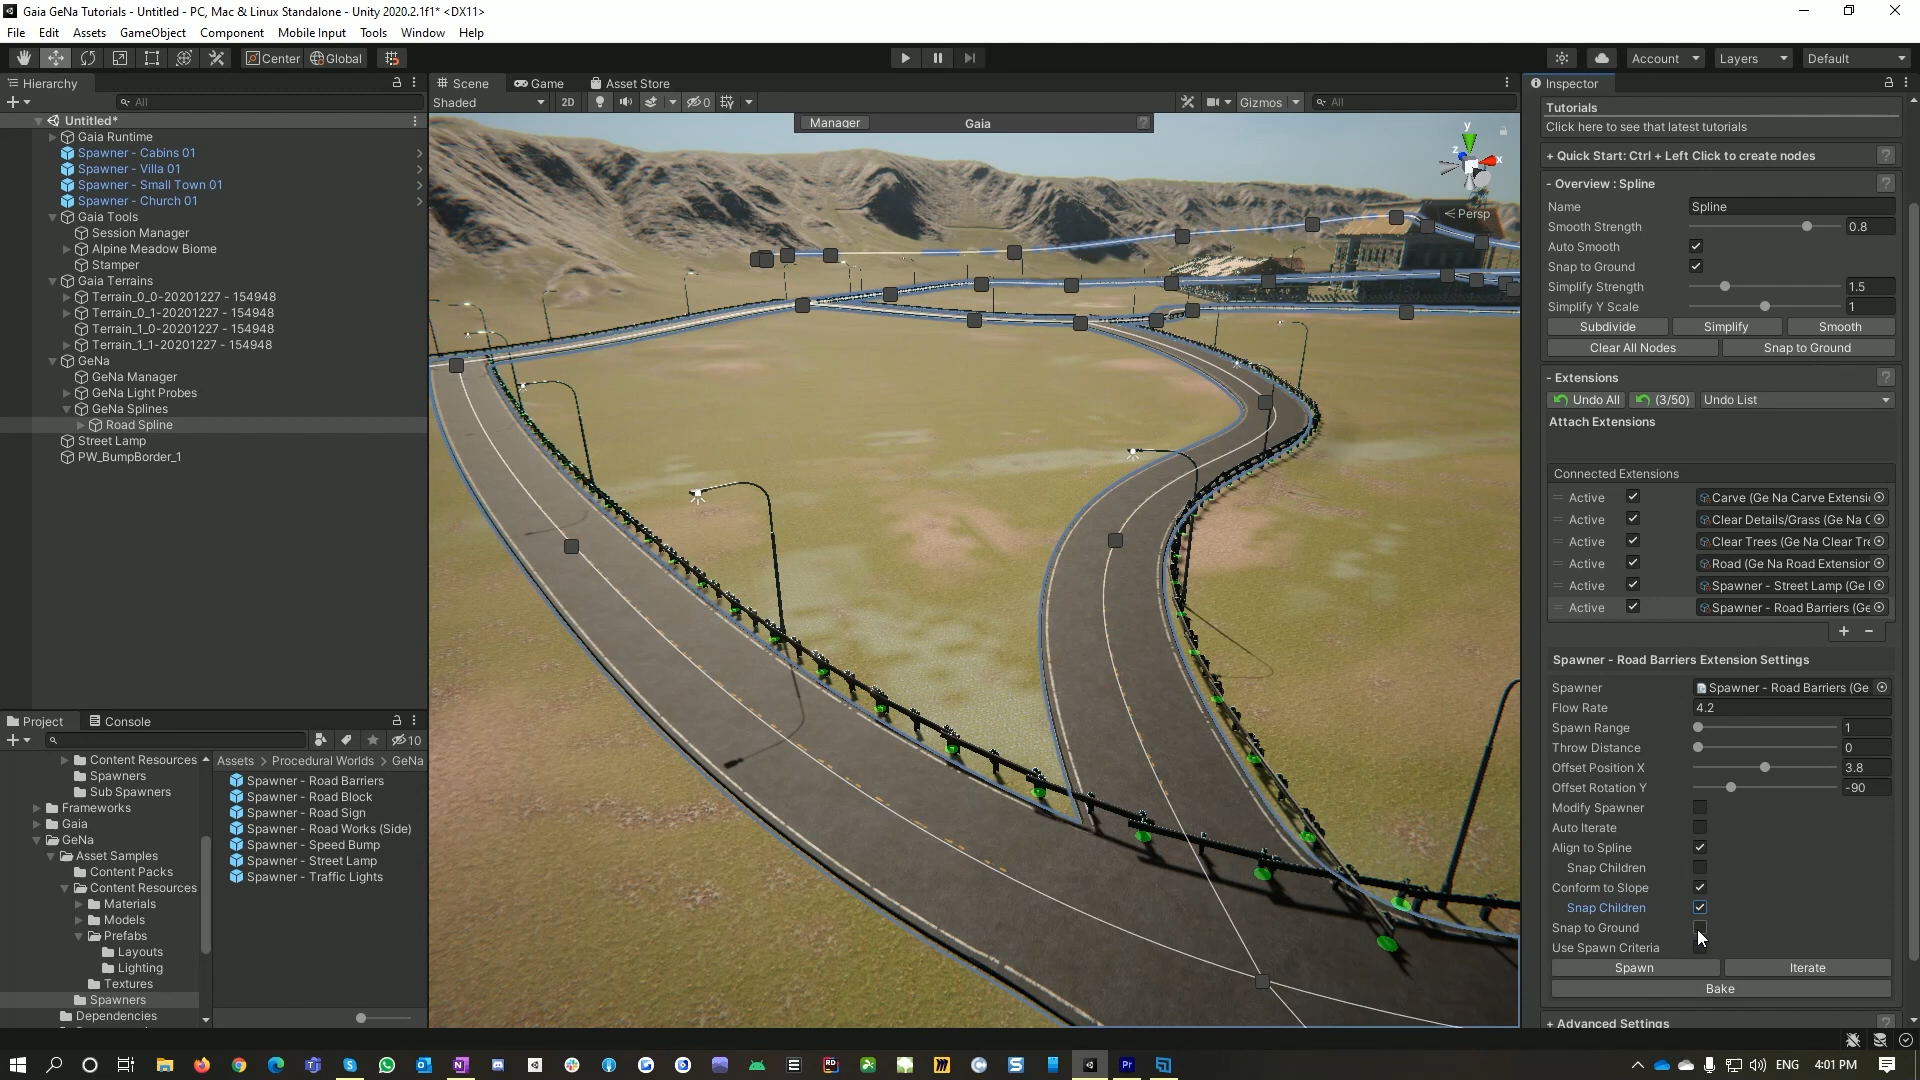 Gaia GeNa Tutorials - Untitled - PC, Mac & Linux Standalone - Unity 2020.2.1f1* <DX11>
File Edit Assets GameObject Component Mobile Input Tools Window Help
Center Global Account Layers Default
Hierarchy
All
Untitled*
Gaia Runtime
Spawner - Cabins 01
Spawner - Villa 01
Spawner - Small Town 01
Spawner - Church 01
Gaia Tools
Session Manager
Alpine Meadow Biome
Stamper
Gaia Terrains
Terrain_0_0-20201227 - 154948
Terrain_0_1-20201227 - 154948
Terrain_1_0-20201227 - 154948
Terrain_1_1-20201227 - 154948
GeNa
GeNa Manager
GeNa Light Probes
GeNa Splines
Road Spline
Street Lamp
PW_BumpBorder_1
Scene Game Asset Store
Shaded 2D 0 Gizmos All
Manager Gaia
y
z
x
Persp
Inspector
Tutorials
Click here to see that latest tutorials
+ Quick Start: Ctrl + Left Click to create nodes ?
- Overview : Spline ?
Name Spline
Smooth Strength 0.8
Auto Smooth
Snap to Ground
Simplify Strength 1.5
Simplify Y Scale 1
Subdivide Simplify Smooth
Clear All Nodes Snap to Ground
- Extensions ?
Undo All (3/50) Undo List
Attach Extensions
Connected Extensions
Active Carve (Ge Na Carve Extensi
Active Clear Details/Grass (Ge Na C
Active Clear Trees (Ge Na Clear Tre
Active Road (Ge Na Road Extension
Active Spawner - Street Lamp (Ge
Active Spawner - Road Barriers (Ge
+ -
Spawner - Road Barriers Extension Settings
Spawner Spawner - Road Barriers (Ge
Flow Rate 4.2
Spawn Range 1
Throw Distance 0
Offset Position X 3.8
Offset Rotation Y -90
Modify Spawner
Auto Iterate
Align to Spline
Snap Children
Conform to Slope
Snap Children
Snap to Ground
Use Spawn Criteria
Spawn Iterate
Bake
+ Advanced Settings ?
Project Console
10
Content Resources
Spawners
Sub Spawners
Frameworks
Gaia
GeNa
Asset Samples
Content Packs
Content Resources
Materials
Models
Prefabs
Layouts
Lighting
Textures
Spawners
Dependencies
Assets > Procedural Worlds > GeNa
Spawner - Road Barriers
Spawner - Road Block
Spawner - Road Sign
Spawner - Road Works (Side)
Spawner - Speed Bump
Spawner - Street Lamp
Spawner - Traffic Lights
ENG 4:01 PM